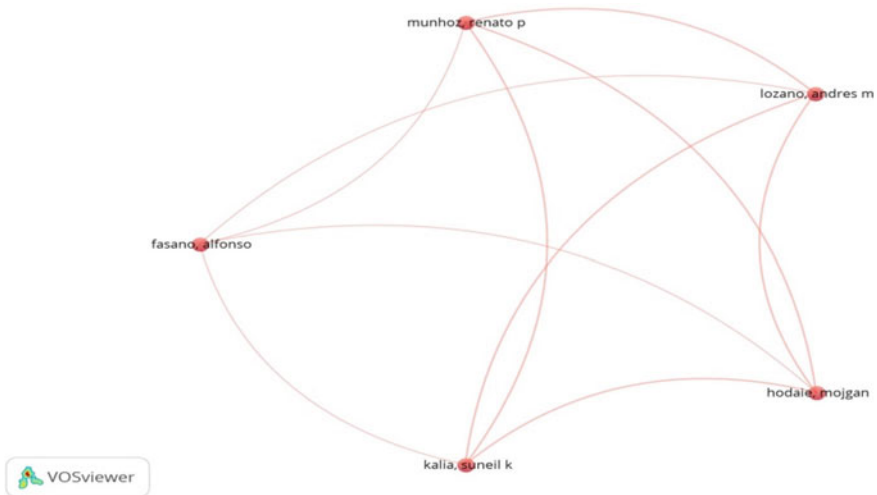 munhoz, renato p
lozano, andres m
fasano, alfonso
hodaie, mojgan
kalia, suneil k
VOSviewer